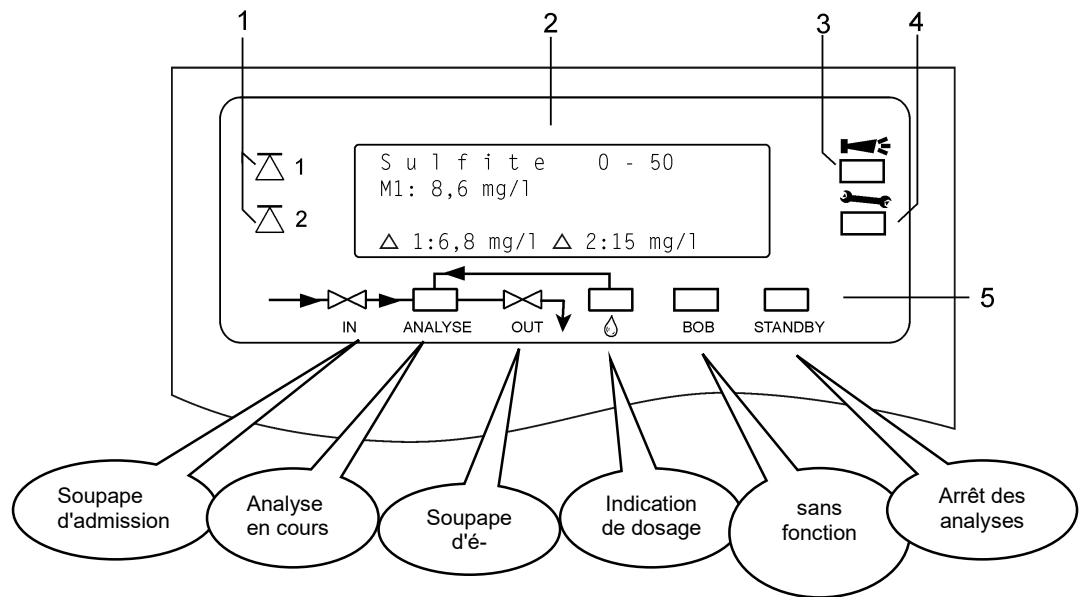 1
2
3
4
1
2
S u l f i t e 0 - 50
M1: 8,6 mg/l
△ 1:6,8 mg/l △ 2:15 mg/l
5
IN ANALYSE OUT BOB STANDBY
Soupape
d'admission
Analyse
en cours
Soupape
d'é-
Indication
de dosage
sans
fonction
Arrêt des
analyses